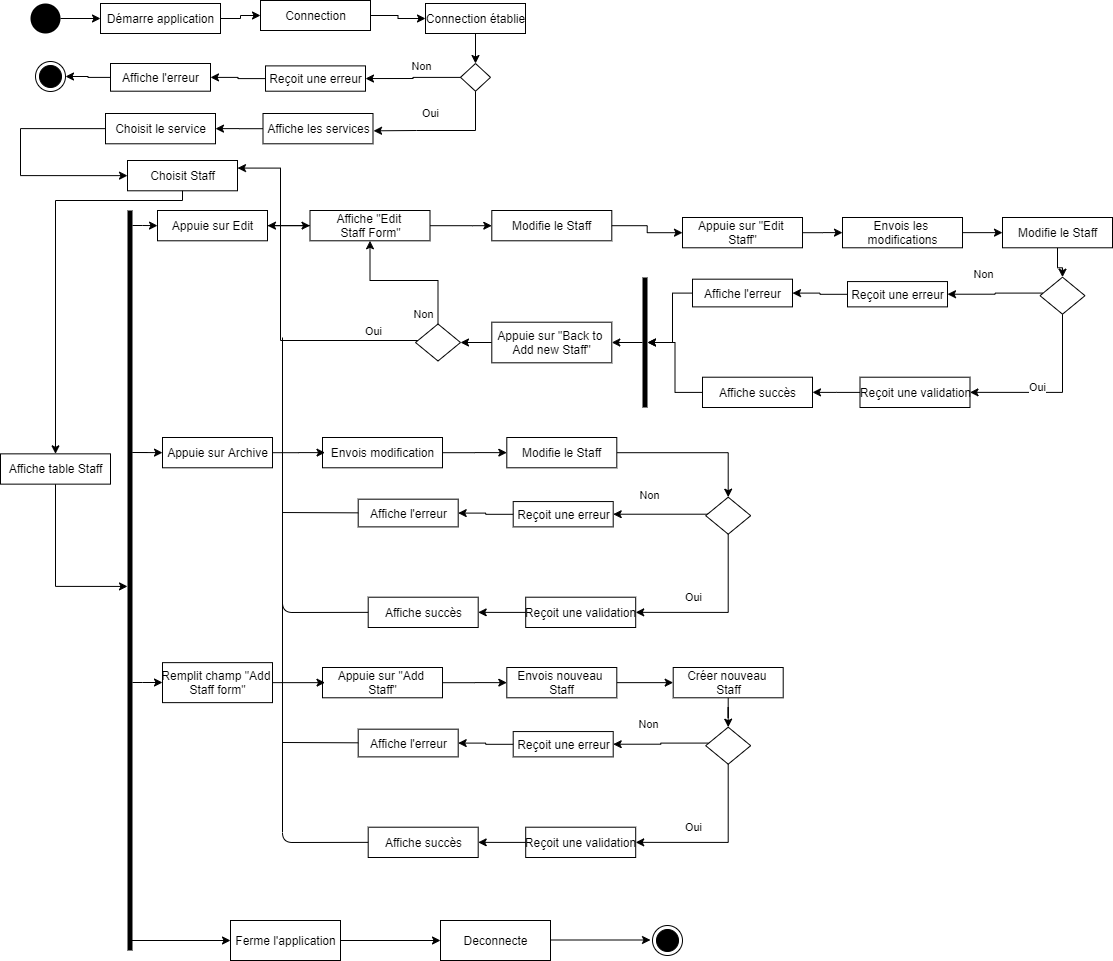 Démarre application
Connection
Connection établie
Non
Affiche l'erreur
Reçoit une erreur
Oui
Choisit le service
Affiche les services
Choisit Staff
Appuie sur Edit
Affiche "Edit
Staff Form"
Modifie le Staff
Appuie sur "Edit
Staff"
Envois les
modifications
Modifie le Staff
Non
Affiche l'erreur
Reçoit une erreur
Non
Oui
Appuie sur "Back to
Add new Staff"
Affiche succès
Reçoit une validation
Oui
Affiche table Staff
Appuie sur Archive
Envois modification
Modifie le Staff
Non
Affiche l'erreur
Reçoit une erreur
Oui
Affiche succès
Reçoit une validation
Remplit champ "Add
Staff form"
Appuie sur "Add
Staff"
Envois nouveau
Staff
Créer nouveau
Staff
Non
Affiche l'erreur
Reçoit une erreur
Oui
Affiche succès
Reçoit une validation
Ferme l'application
Deconnecte